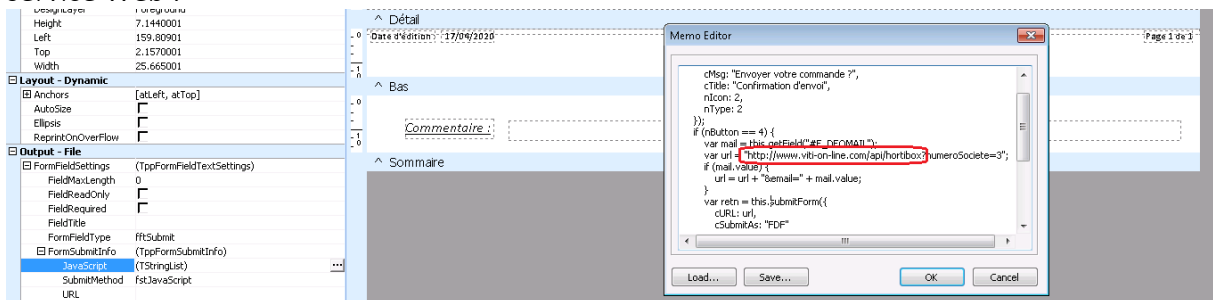 Height 7.1440001
Left 159.80901
Top 2.1570001
Width 25.665001
Layout - Dynamic
Anchors [atLeft, atTop]
AutoSize
Ellipsis
ReprintOnOverFlow
Output - File
FormFieldSettings (TppFormFieldTextSettings)
FieldMaxLength 0
FieldReadOnly
FieldRequired
FieldTitle
FormFieldType fftSubmit
FormSubmitInfo (TppFormSubmitInfo)
JavaScript (TStringList) ...
SubmitMethod fstJavaScript
URL
^ Détail
Date d'édition : 17/04/2020
Page 1 de 1
^ Bas
Commentaire :
^ Sommaire
Memo Editor
cMsg: "Envoyer votre commande ?",
cTitle: "Confirmation d'envoi",
nIcon: 2,
nType: 2
});
if (nButton == 4) {
var mail = this.getField("#E_DEOMAIL");
var url = "http://www.viti-on-line.com/api/hortibox?numeroSociete=3";
if (mail.value) {
url = url + "&email=" + mail.value;
}
var retn = this.submitForm({
cURL: url,
cSubmitAs: "FDF"
Load... Save... OK Cancel